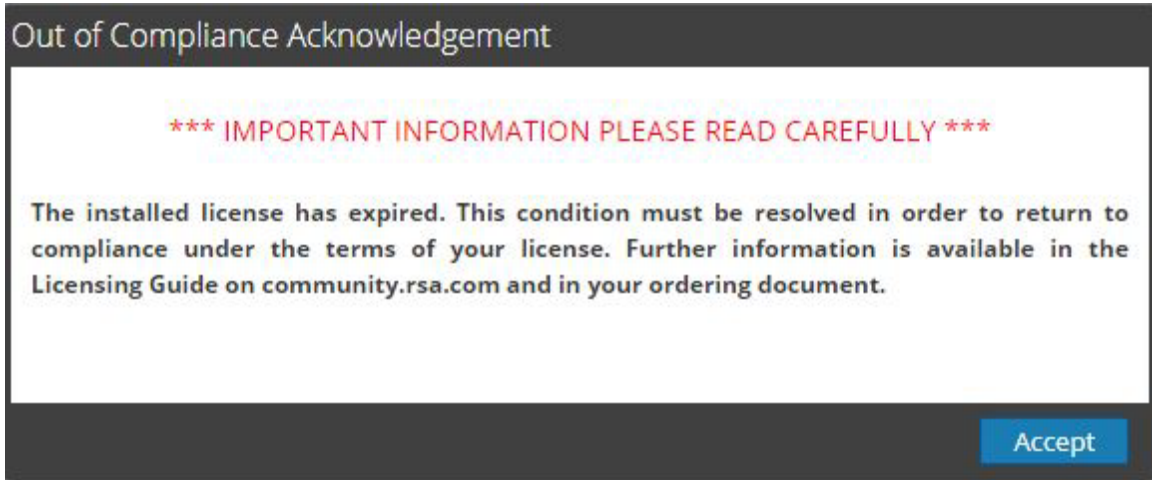 Out of Compliance Acknowledgement
*** IMPORTANT INFORMATION PLEASE READ CAREFULLY ***
The installed license has expired. This condition must be resolved in order to return to
compliance under the terms of your license. Further information is available in the
Licensing Guide on community.rsa.com and in your ordering document.
Accept